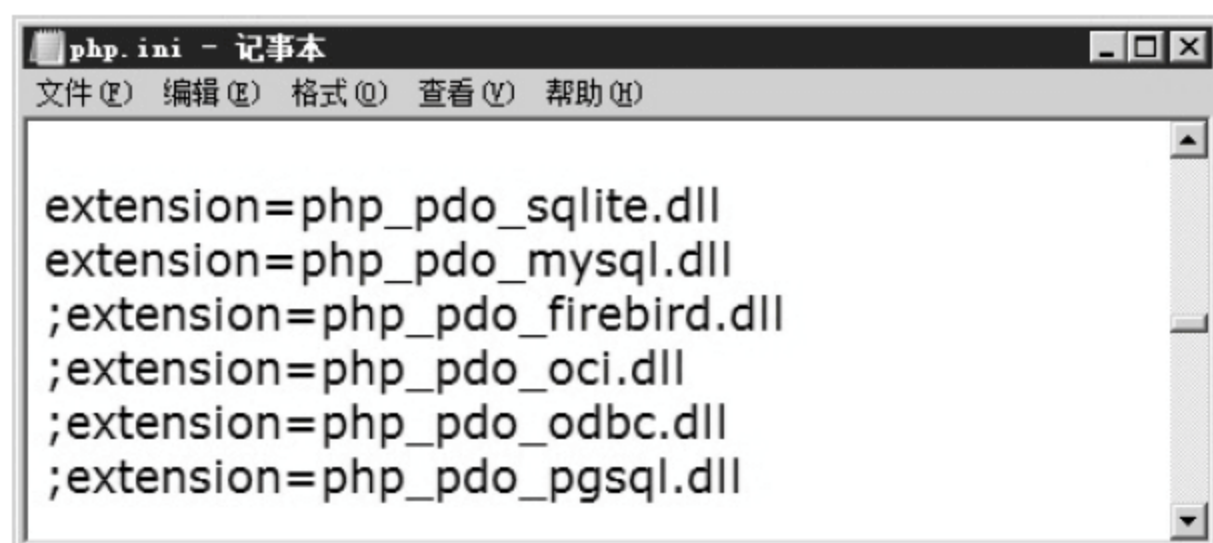 php.ini - 记事本
文件(F) 编辑(E) 格式(O) 查看(V) 帮助(H)
extension=php_pdo_sqlite.dll
extension=php_pdo_mysql.dll
;extension=php_pdo_firebird.dll
;extension=php_pdo_oci.dll
;extension=php_pdo_odbc.dll
;extension=php_pdo_pgsql.dll